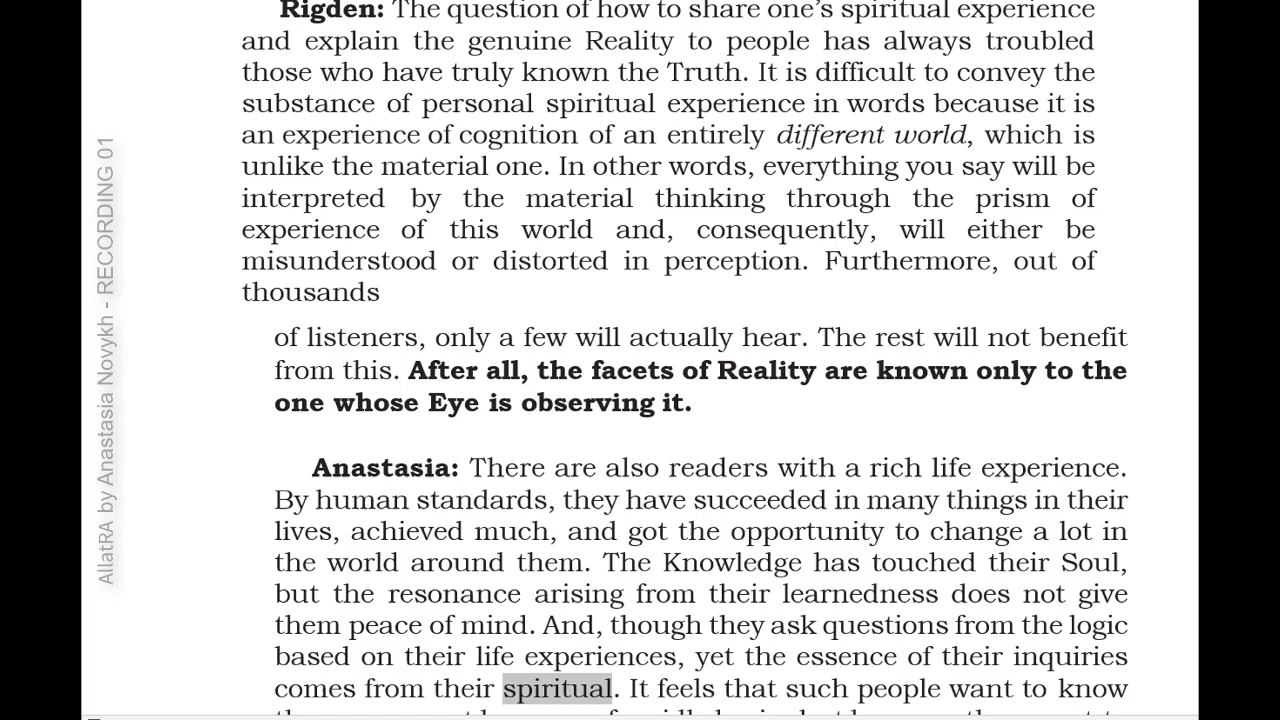 Rigden: The question of how to share one's spiritual experience
and explain the genuine Reality to people has always troubled
those who have truly known the Truth. It is difficult to convey the
substance of personal spiritual experience in words because it is
an experience of cognition of an entirely different world, which is
unlike the material one. In other words, everything you say will be
interpreted by the material thinking through the prism of
experience of this world and, consequently, will either be
misunderstood or distorted in perception. Furthermore, out of
thousands
of listeners, only a few will actually hear. The rest will not benefit
from this. After all, the facets of Reality are known only to the
one whose Eye is observing it.
Anastasia: There are also readers with a rich life experience.
By human standards, they have succeeded in many things in their
lives, achieved much, and got the opportunity to change a lot in
the world around them. The Knowledge has touched their Soul,
but the resonance arising from their learnedness does not give
them peace of mind. And, though they ask questions from the logic
based on their life experiences, yet the essence of their inquiries
comes from their spiritual. It feels that such people want to know
AllatRA by Anastasia Novykh - RECORDING 01